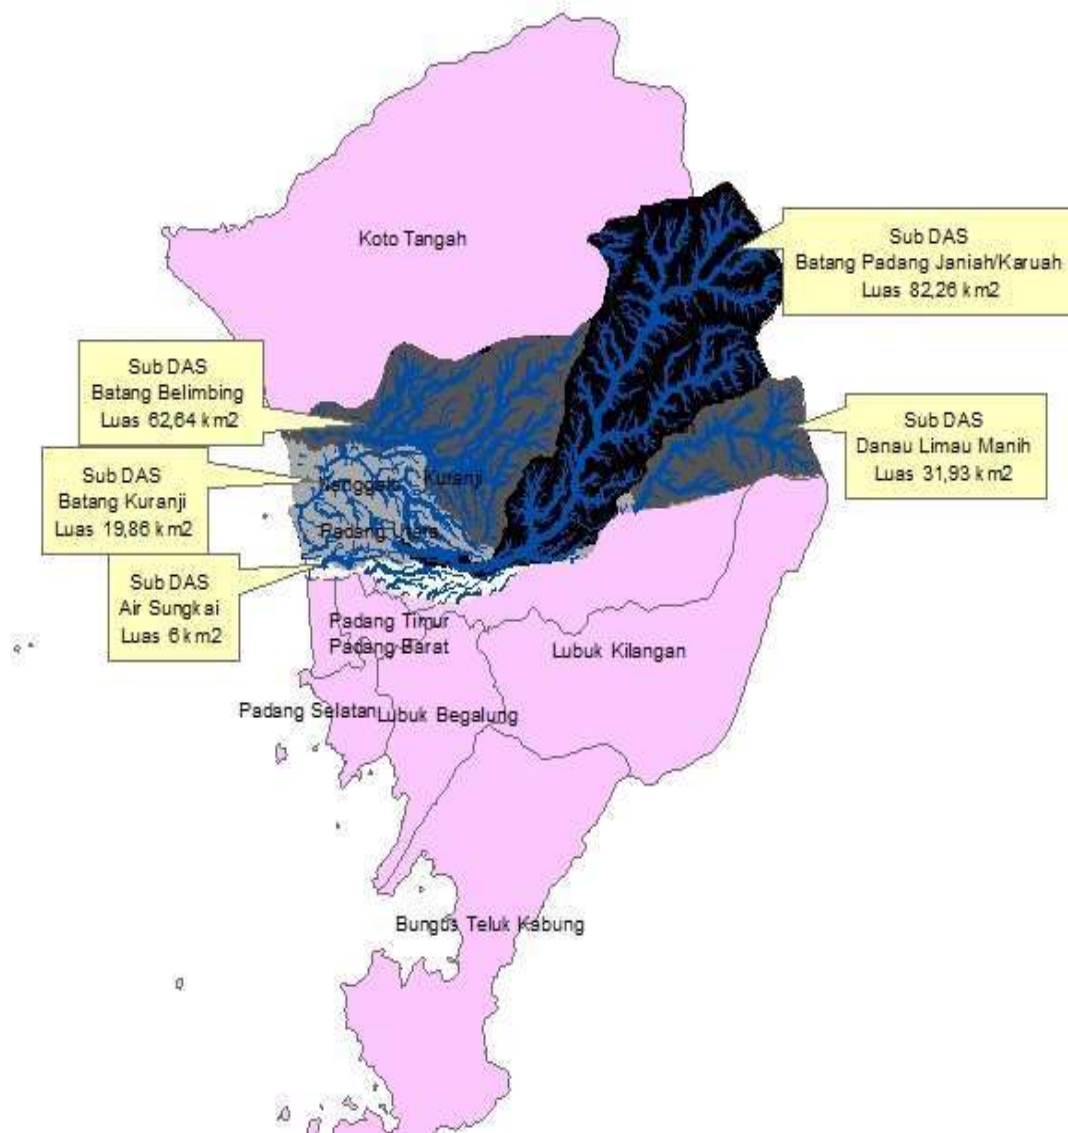 Koto Tangah
Sub DAS
Batang Padang Janiah/Karuah
Luas 82,26 km2
Sub DAS
Batang Belimbing
Luas 62,64 km2
Sub DAS
Danau Limau Manih
Luas 31,93 km2
Sub DAS
Batang Kuranji
Luas 19,86 km2
Nanggalo
Kuranji
Padang Utara
Sub DAS
Air Sungkai
Luas 6 km2
Padang Timur
Padang Barat
Lubuk Kilangan
Padang Selatan
Lubuk Begalung
Bungus Teluk Kabung